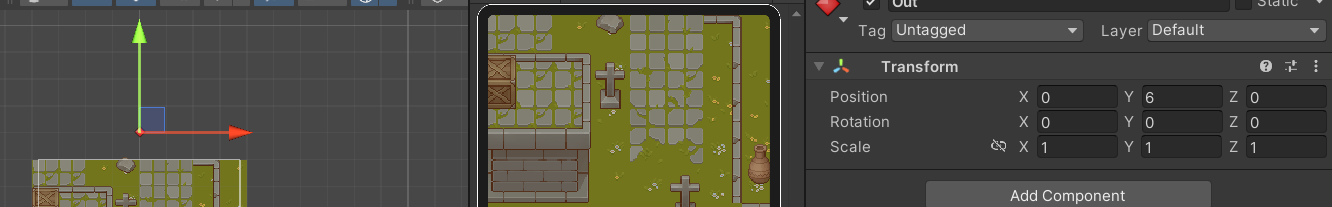 Out
Static
Tag Untagged Layer Default
Transform
Position X 0 Y 6 Z 0
Rotation X 0 Y 0 Z 0
Scale X 1 Y 1 Z 1
Add Component